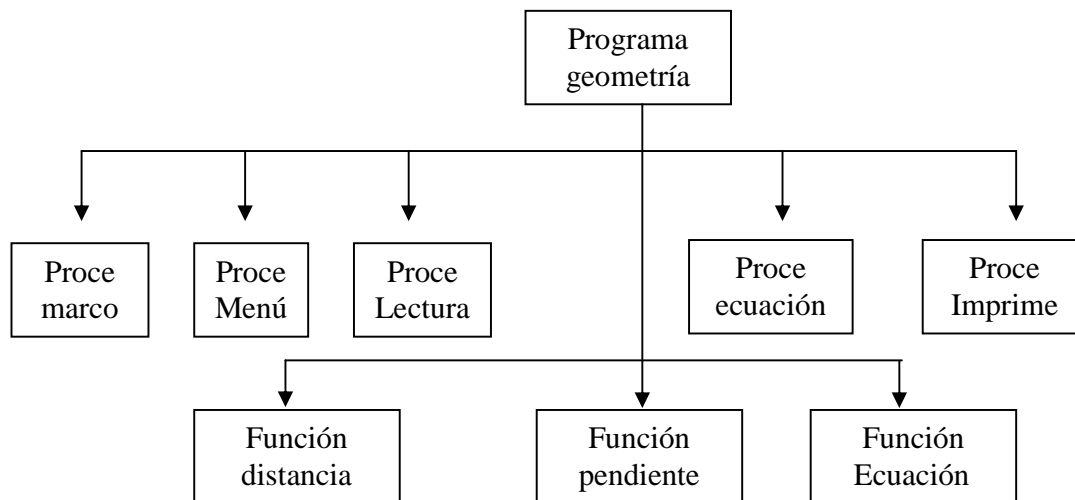 Programa
geometría
Proce
marco
Proce
Menú
Proce
Lectura
Proce
ecuación
Proce
Imprime
Función
distancia
Función
pendiente
Función
Ecuación